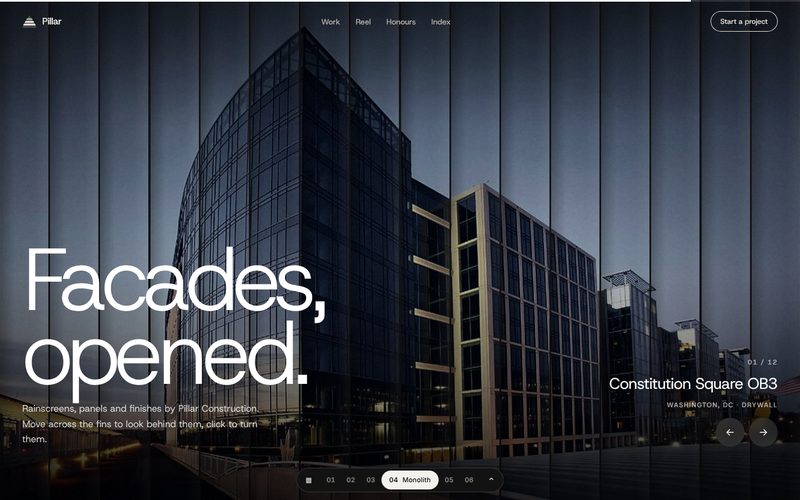 Pillar
Work
Reel
Honours
Index
Start a project
Facades,
opened.
Rainscreens, panels and finishes by Pillar Construction.
Move across the fins to look behind them, click to turn
them.
01 / 12
Constitution Square OB3
WASHINGTON, DC · DRYWALL
01
02
03
04 Monolith
05
06